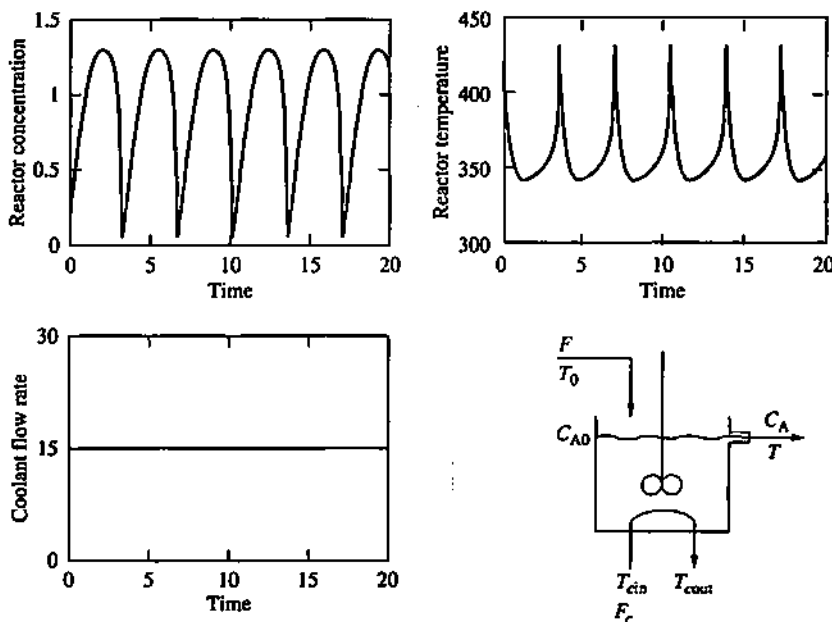 1.5
1
0.5
0
0 5 10 15 20
Reactor concentration
Time
450
400
350
300
0 5 10 15 20
Reactor temperature
Time
30
15
0
0 5 10 15 20
Coolant flow rate
Time
F
T0
CA0
CA
T
Tcin
Tcout
Fc